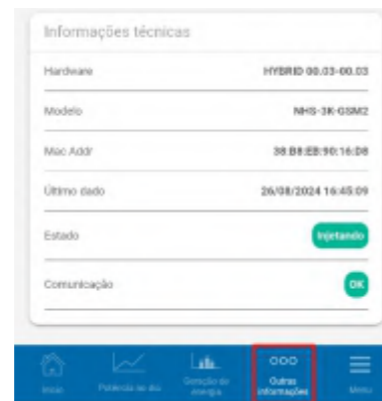 Informações técnicas
Hardware HYBRID 00.03-00.03
Modelo NHS-3K-GSM2
Mac Addr 38:B8:EB:90:16:D8
Último dado 26/08/2024 16:45:09
Estado Injetando
Comunicação OK
Início Potência no dia Geração de energia Outras informações Menu